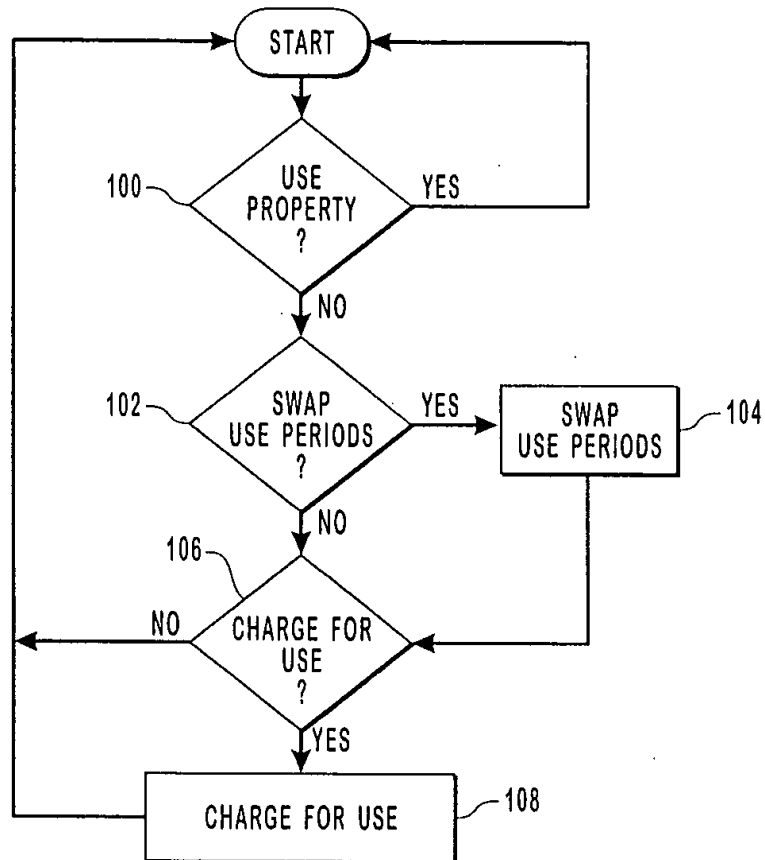 START
100
USE
PROPERTY
?
YES
NO
102
SWAP
USE PERIODS
?
YES
SWAP
USE PERIODS
104
NO
106
NO
CHARGE FOR
USE
?
YES
CHARGE FOR USE
108